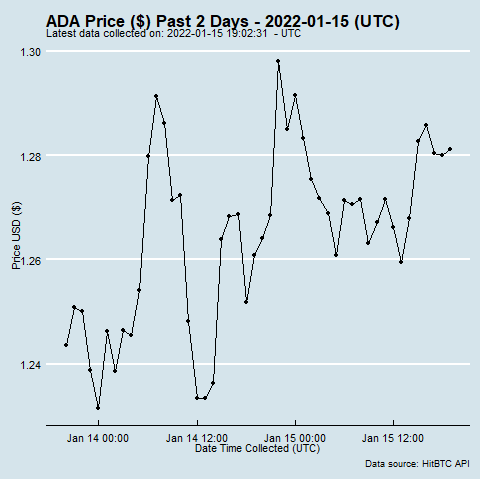 ADA Price ($) Past 2 Days - 2022-01-15 (UTC)
Latest data collected on: 2022-01-15 19:02:31  - UTC
1.30
1.28
1.26
1.24
Price USD ($)
Jan 14 00:00
Jan 14 12:00
Jan 15 00:00
Jan 15 12:00
Date Time Collected (UTC)
Data source: HitBTC API